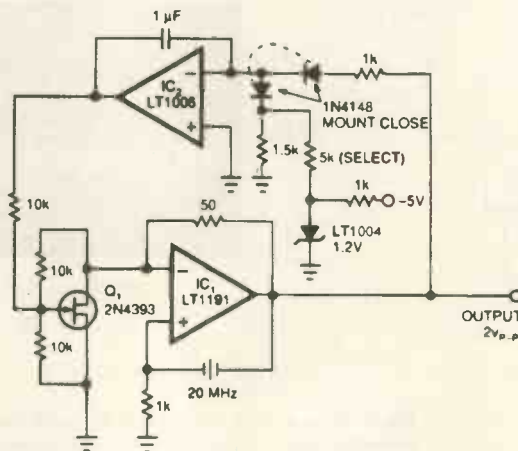 1 µF
IC2
LT1006
1k
1N4148
MOUNT CLOSE
1.5k
5k (SELECT)
1k
-5V
LT1004
1.2V
10k
50
10k
Q1
2N4393
IC1
LT1191
OUTPUT
2Vp-p
10k
20 MHz
1k